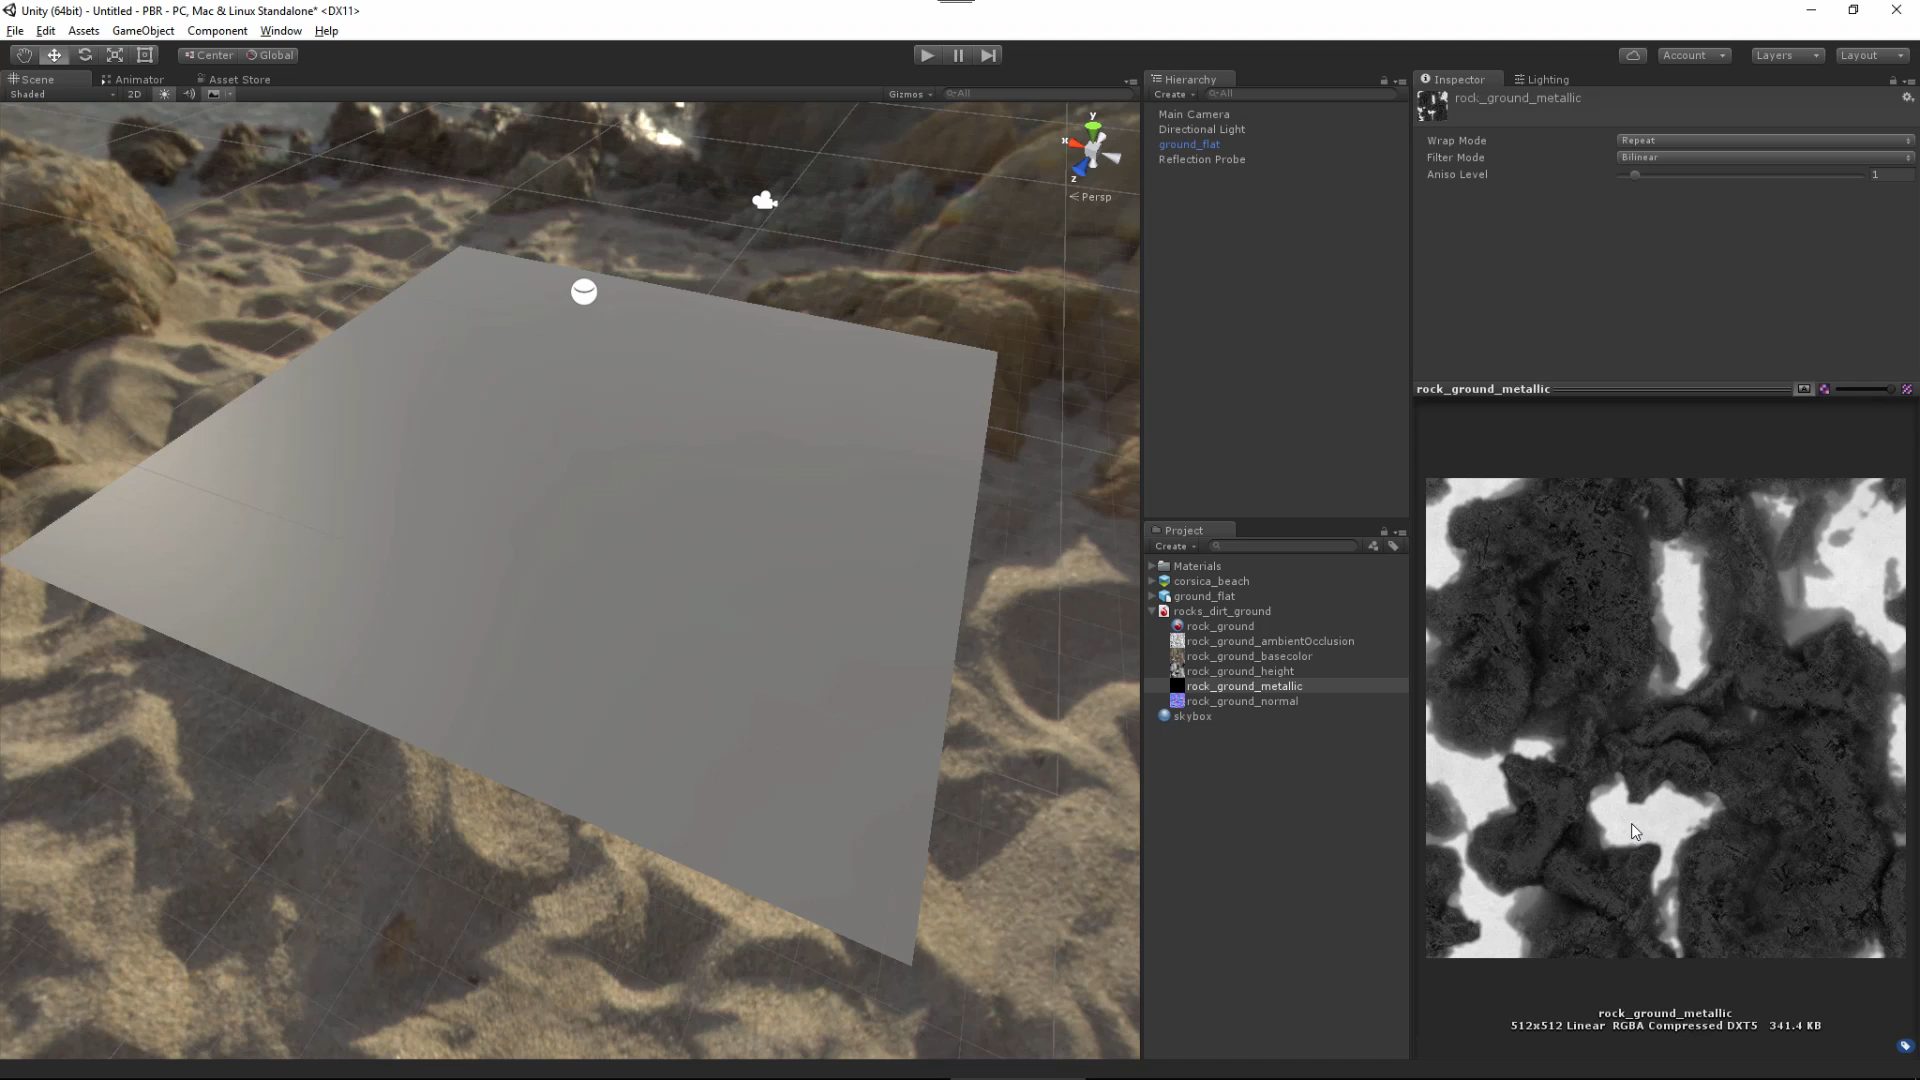 Unity (64bit) - Untitled - PBR - PC, Mac & Linux Standalone* <DX11>
File Edit Assets GameObject Component Window Help
Center Global Account Layers Layout
Scene Animator Asset Store
Shaded 2D Gizmos All
y
x
z
Persp
Hierarchy
Create All
Main Camera
Directional Light
ground_flat
Reflection Probe
Project
Create
Materials
corsica_beach
ground_flat
rocks_dirt_ground
rock_ground
rock_ground_ambientOcclusion
rock_ground_basecolor
rock_ground_height
rock_ground_metallic
rock_ground_normal
skybox
Inspector Lighting
rock_ground_metallic
Wrap Mode Repeat
Filter Mode Bilinear
Aniso Level 1
rock_ground_metallic
rock_ground_metallic
512x512 Linear RGBA Compressed DXT5 341.4 KB